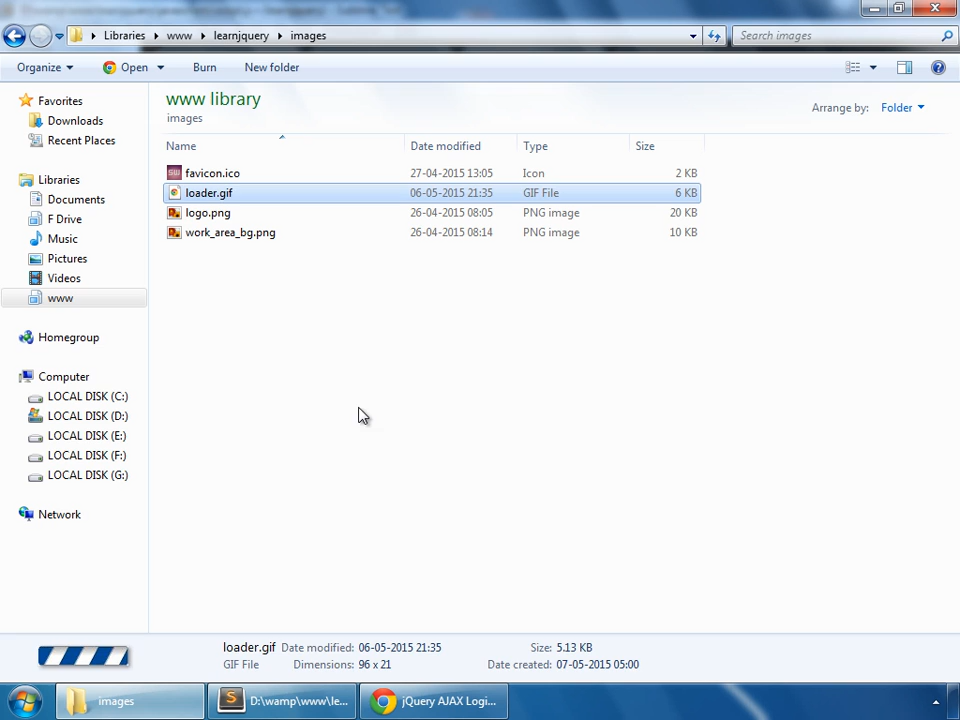 Libraries www learnjquery images Search images
Organize Open Burn New folder
www library
images
Arrange by: Folder
Name Date modified Type Size
favicon.ico 27-04-2015 13:05 Icon 2 KB
loader.gif 06-05-2015 21:35 GIF File 6 KB
logo.png 26-04-2015 08:05 PNG image 20 KB
work_area_bg.png 26-04-2015 08:14 PNG image 10 KB
Favorites
Downloads
Recent Places
Libraries
Documents
F Drive
Music
Pictures
Videos
www
Homegroup
Computer
LOCAL DISK (C:)
LOCAL DISK (D:)
LOCAL DISK (E:)
LOCAL DISK (F:)
LOCAL DISK (G:)
Network
loader.gif Date modified: 06-05-2015 21:35 Size: 5.13 KB
GIF File Dimensions: 96 x 21 Date created: 07-05-2015 05:00
images D:\wamp\www\le... jQuery AJAX Logi...